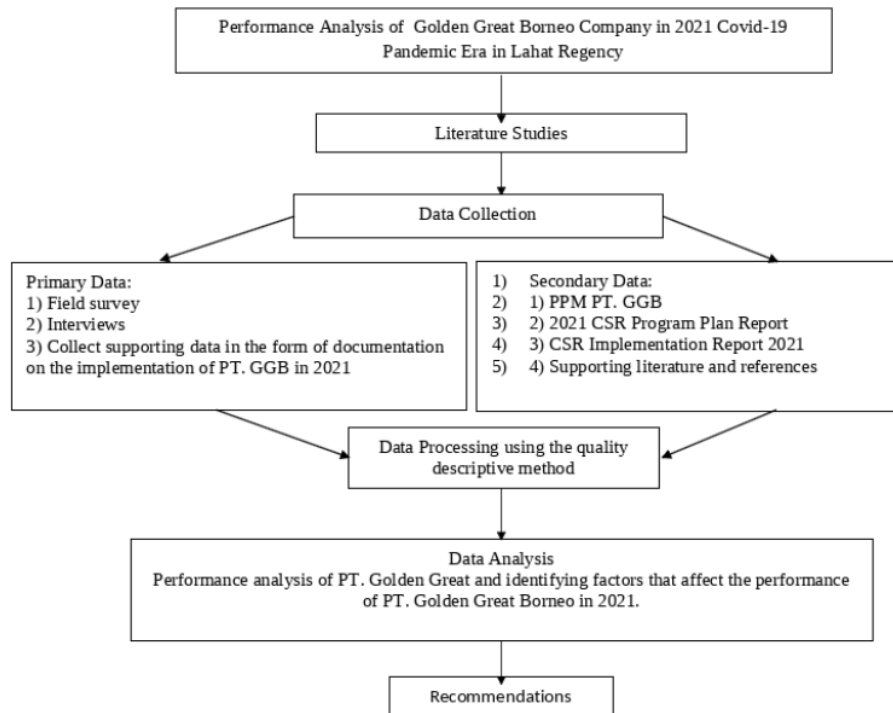 Performance Analysis of Golden Great Borneo Company in 2021 Covid-19
Pandemic Era in Lahat Regency
Literature Studies
Data Collection
Primary Data:
1) Field survey
2) Interviews
3) Collect supporting data in the form of documentation
on the implementation of PT. GGB in 2021
1) Secondary Data:
2) 1) PPM PT. GGB
3) 2) 2021 CSR Program Plan Report
4) 3) CSR Implementation Report 2021
5) 4) Supporting literature and references
Data Processing using the quality
descriptive method
Data Analysis
Performance analysis of PT. Golden Great and identifying factors that affect the performance
of PT. Golden Great Borneo in 2021.
Recommendations